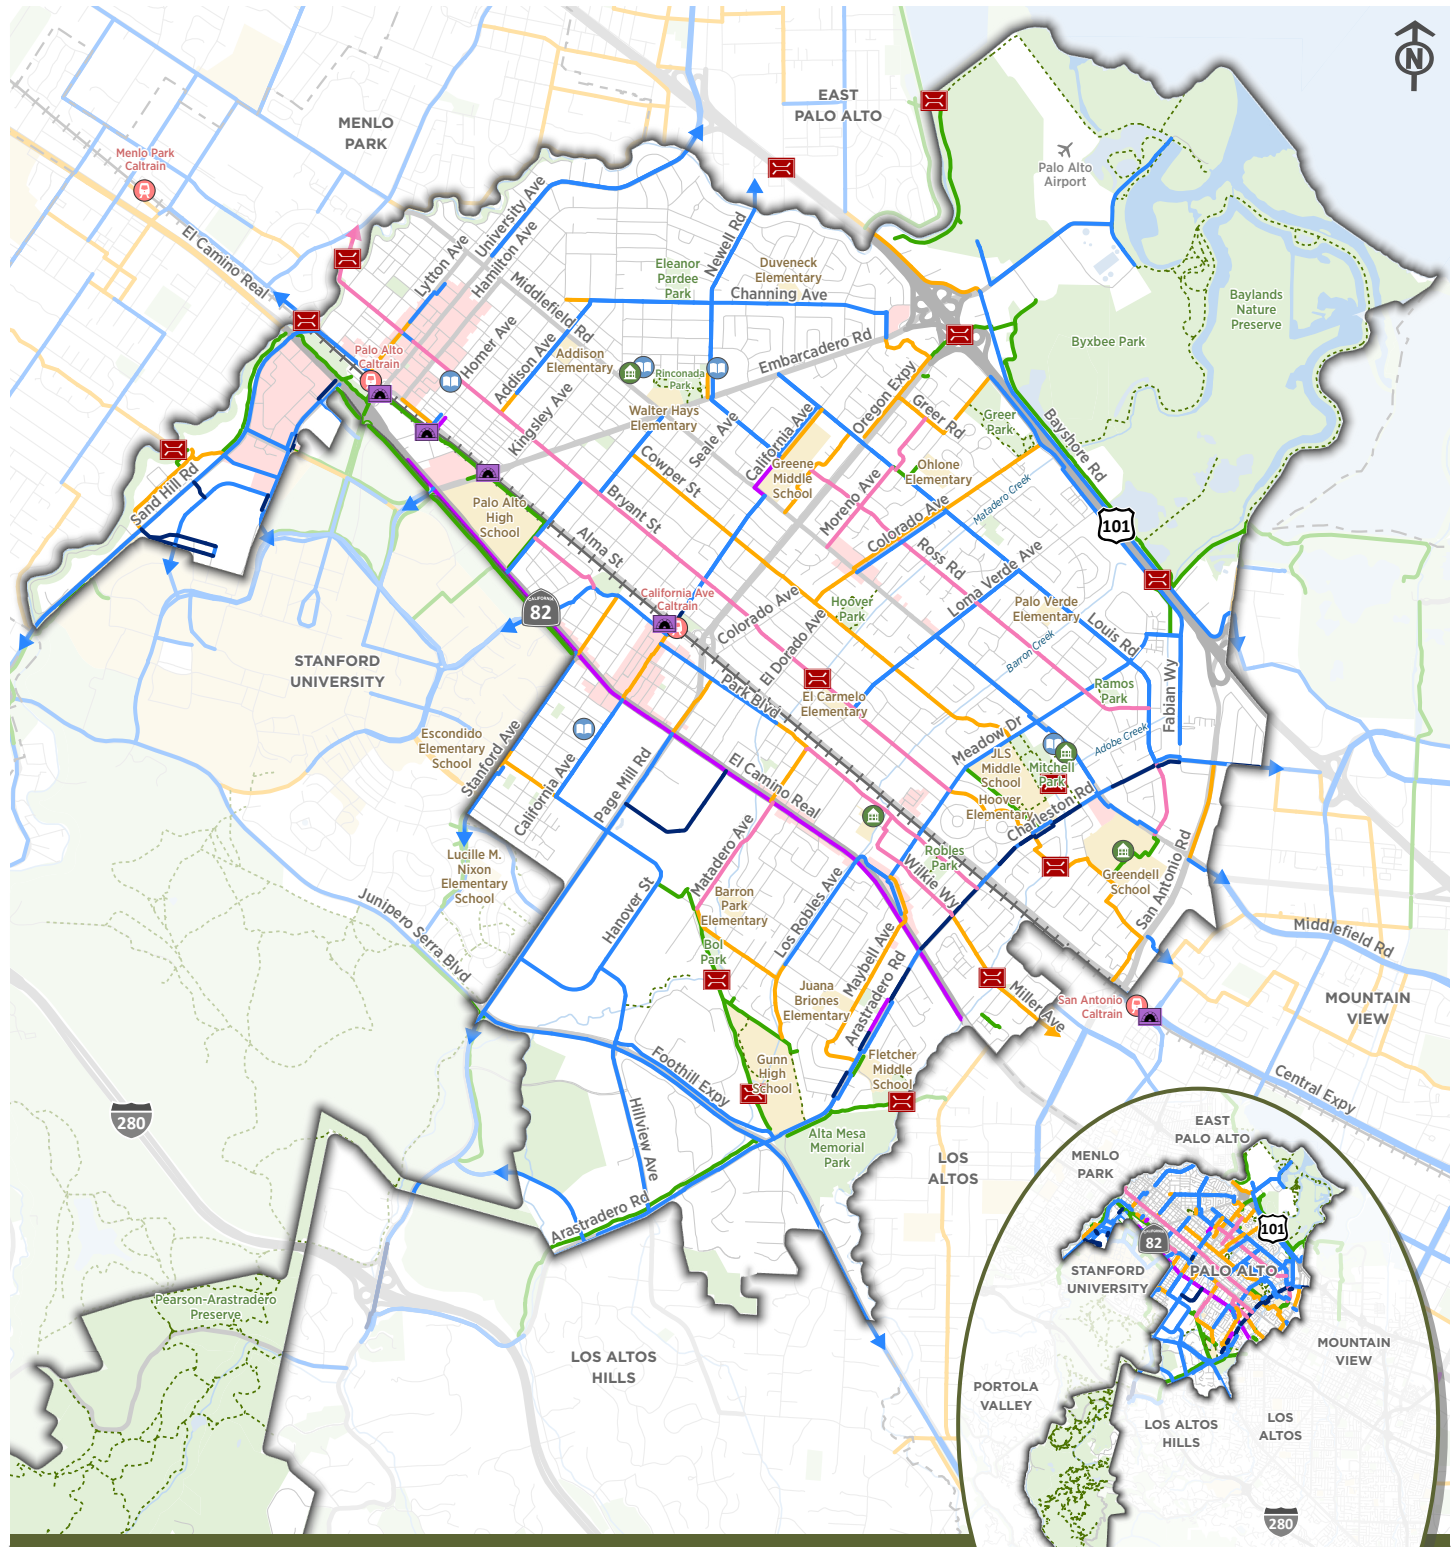 N
EAST
PALO ALTO
MENLO
PARK
Menlo Park
Caltrain
Palo Alto
Airport
El Camino Real
University Ave
Lytton Ave
Hamilton Ave
Newell Rd
Middlefield Rd
Eleanor
Pardee
Park
Duveneck
Elementary
Channing Ave
Baylands
Nature
Preserve
Byxbee Park
Palo Alto
Caltrain
Homer Ave
Addison Ave
Addison
Elementary
Kingsley Ave
Rinconada
Park
Embarcadero Rd
Walter Hays
Elementary
Oregon Expy
Greer Rd
Greer
Park
Bayshore Rd
Seale Ave
California Ave
Greene
Middle
School
Ohlone
Elementary
Cowper St
Bryant St
Moreno Ave
Matadero Creek
Colorado Ave
Sand Hill Rd
Palo Alto
High
School
Alma St
101
Ross Rd
Loma Verde Ave
California Ave
Caltrain
CALIFORNIA
82
Hoover
Park
Palo Verde
Elementary
Louis Rd
Colorado Ave
El Dorado Ave
Barron Creek
STANFORD
UNIVERSITY
Park Blvd
El Carmelo
Elementary
Ramos
Park
Fabian Wy
Escondido
Elementary
School
Stanford Ave
Meadow Dr
Adobe Creek
JLS
Middle
School
Mitchell
Park
California Ave
Page Mill Rd
El Camino Real
Hoover
Elementary
Charleston Rd
Matadero Ave
Lucille M.
Nixon
Elementary
School
Robles
Park
Wilkie Wy
Greendell
School
San Antonio Rd
Hanover St
Barron
Park
Elementary
Los Robles Ave
Junipero Serra Blvd
Bol
Park
Maybell Ave
Arastradero Rd
Juana
Briones
Elementary
Middlefield Rd
Miller Ave
San Antonio
Caltrain
MOUNTAIN
VIEW
Foothill Expy
Gunn
High
School
Fletcher
Middle
School
Central Expy
280
Hillview Ave
Alta Mesa
Memorial
Park
LOS
ALTOS
Arastradero Rd
Pearson-Arastradero
Preserve
LOS ALTOS
HILLS
EAST
PALO ALTO
MENLO
PARK
101
82
STANFORD
UNIVERSITY
PALO ALTO
MOUNTAIN
VIEW
PORTOLA
VALLEY
LOS ALTOS
HILLS
LOS
ALTOS
280